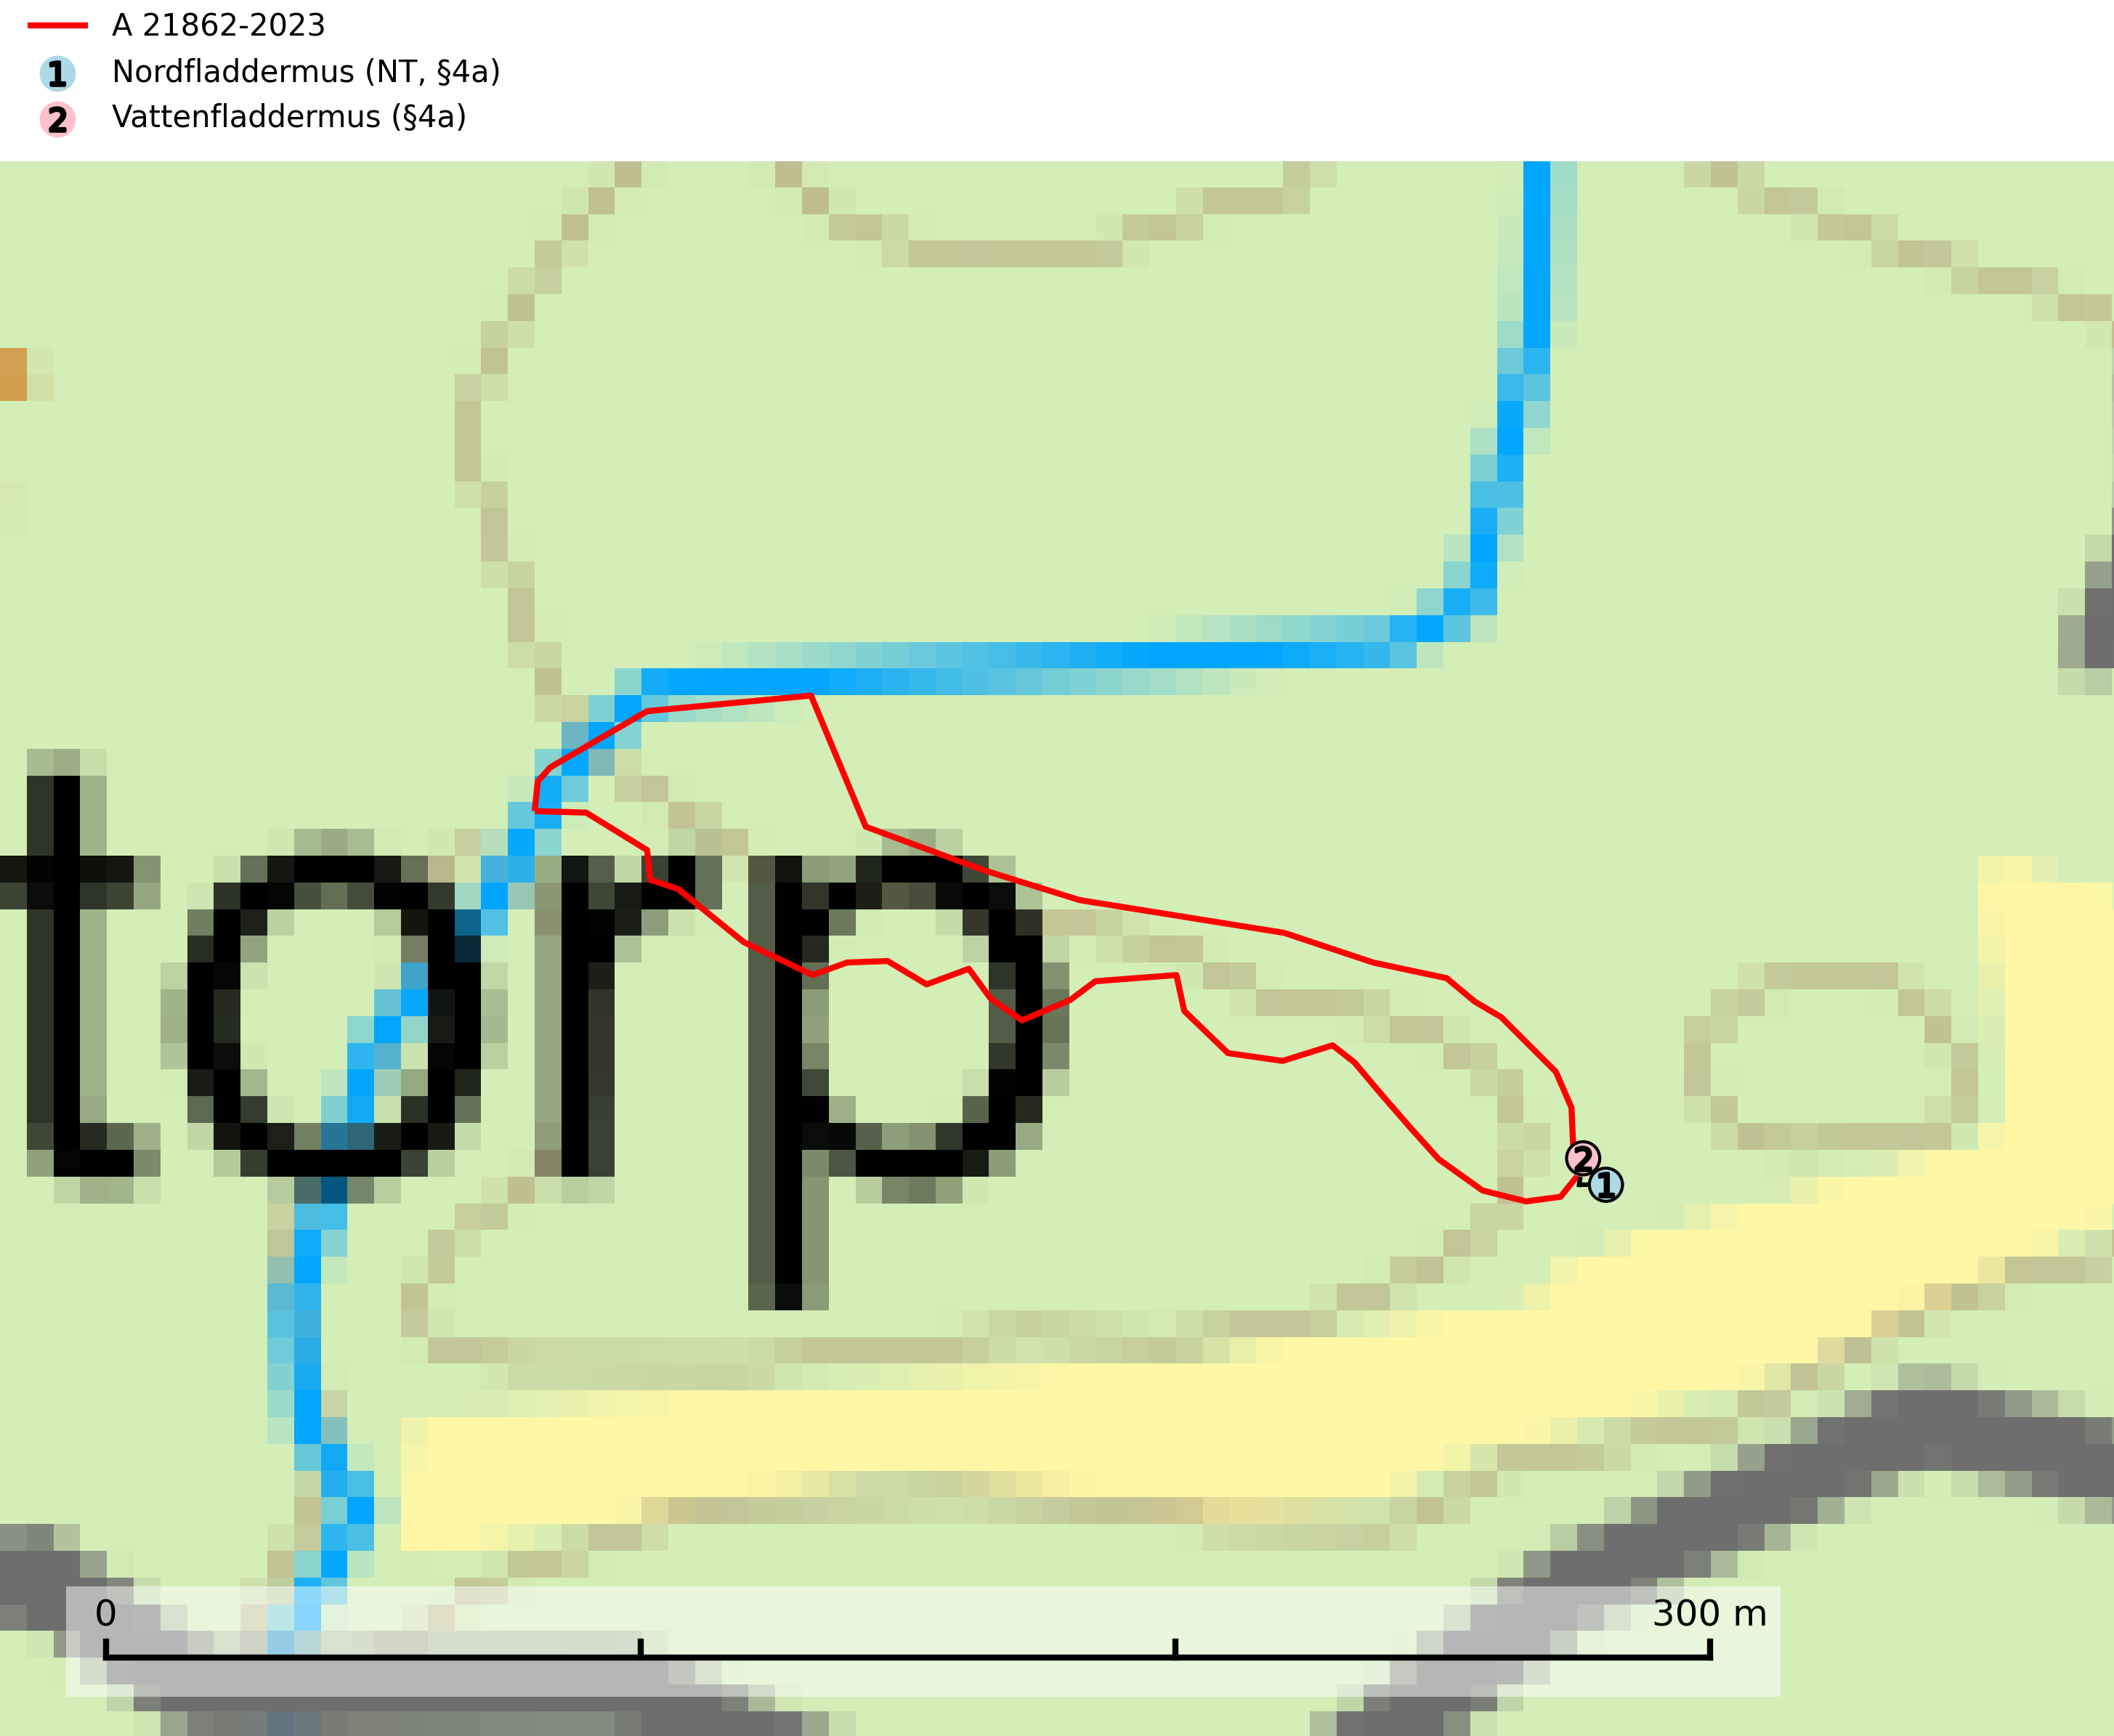 A 21862-2023
1 Nordfladdermus (NT, §4a)
2 Vattenfladdermus (§4a)
torp
2
1
0 300 m